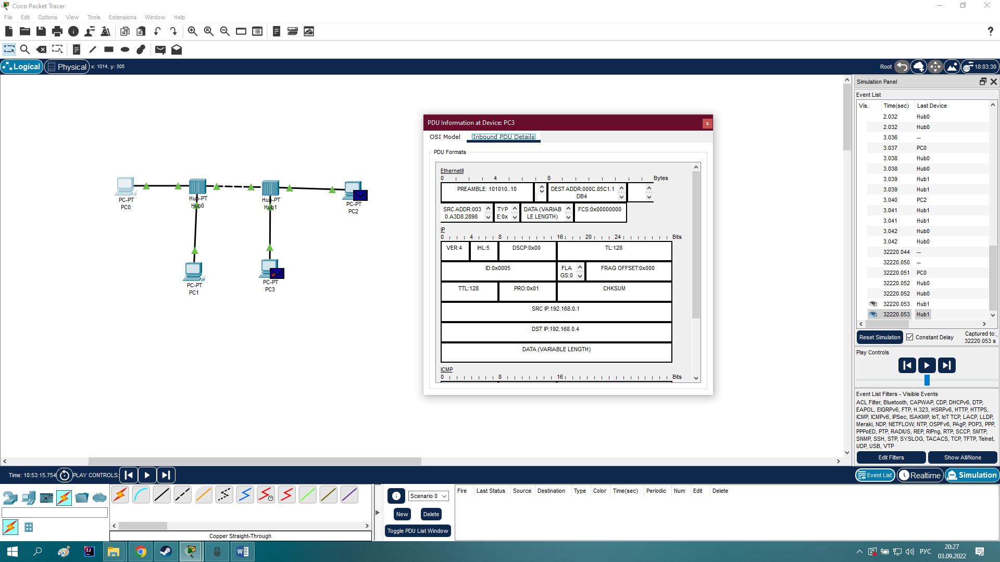 Cisco Packet Tracer
File Edit Options View Tools Extensions Window Help
Logical Physical x: 1014, y: 505 Root 18:03:30
PC-PT
PC0
Hub-PT
Hub0
Hub-PT
Hub1
PC-PT
PC2
PC-PT
PC1
PC-PT
PC3
PDU Information at Device: PC3
OSI Model Inbound PDU Details
PDU Formats
EthernetII
0 4 8 Bytes
PREAMBLE: 101010..10
DEST ADDR:000C.85C1.1
DB4
SRC ADDR:003
0.A3D8.2898
TYP
E:0x
DATA (VARIAB
LE LENGTH)
FCS:0x00000000
IP
0 4 8 16 20 24 Bits
VER:4 IHL:5 DSCP:0x00 TL:128
ID:0x0005
FLA
GS:0
FRAG OFFSET:0x000
TTL:128 PRO:0x01 CHKSUM
SRC IP:192.168.0.1
DST IP:192.168.0.4
DATA (VARIABLE LENGTH)
ICMP
0 8 16 Bits
Simulation Panel
Event List
Vis. Time(sec) Last Device
2.032 Hub0
2.032 Hub0
3.036 --
3.037 PC0
3.038 Hub0
3.038 Hub0
3.039 Hub1
3.039 Hub1
3.040 PC2
3.041 Hub1
3.041 Hub1
3.042 Hub0
3.042 Hub0
32220.044 --
32220.050 --
32220.051 PC0
32220.052 Hub0
32220.052 Hub0
32220.053 Hub1
32220.053 Hub1
Reset Simulation Constant Delay
Captured to:
32220.053 s
Play Controls
Event List Filters - Visible Events
ACL Filter, Bluetooth, CAPWAP, CDP, DHCPv6, DTP,
EAPOL, EIGRPv6, FTP, H.323, HSRPv6, HTTP, HTTPS,
ICMP, ICMPv6, IPSec, ISAKMP, IoT, IoT TCP, LACP, LLDP,
Meraki, NDP, NETFLOW, NTP, OSPFv6, PAgP, POP3, PPP,
PPPoED, PTP, RADIUS, REP, RIPng, RTP, SCCP, SMTP,
SNMP, SSH, STP, SYSLOG, TACACS, TCP, TFTP, Telnet,
UDP, USB, VTP
Edit Filters Show All/None
Time: 10:53:15.754 PLAY CONTROLS: Event List Realtime Simulation
Scenario 0
New Delete
Toggle PDU List Window
Fire Last Status Source Destination Type Color Time(sec) Periodic Num Edit Delete
Copper Straight-Through
РУС
20:27
03.09.2022